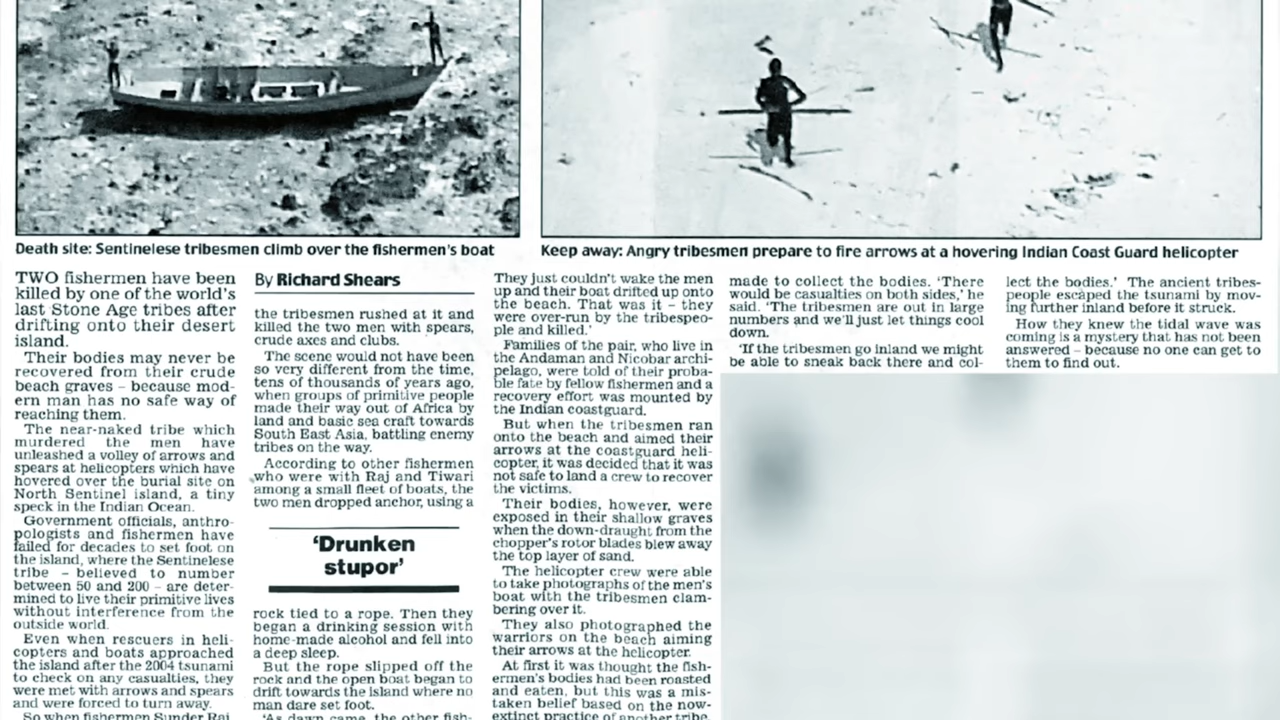 Death site: Sentinelese tribesmen climb over the fishermen's boat
Keep away: Angry tribesmen prepare to fire arrows at a hovering Indian Coast Guard helicopter
TWO fishermen have been
killed by one of the world's
last Stone Age tribes after
drifting onto their desert
island.
Their bodies may never be
recovered from their crude
beach graves – because mod-
ern man has no safe way of
reaching them.
The near-naked tribe which
murdered the men have
unleashed a volley of arrows and
spears at helicopters which have
hovered over the burial site on
North Sentinel island, a tiny
speck in the Indian Ocean.
Government officials, anthro-
pologists and fishermen have
failed for decades to set foot on
the island, where the Sentinelese
tribe – believed to number
between 50 and 200 – are deter-
mined to live their primitive lives
without interference from the
outside world.
Even when rescuers in heli-
copters and boats approached
the island after the 2004 tsunami
to check on any casualties, they
were met with arrows and spears
and were forced to turn away.
So when fishermen Sunder Raj
By Richard Shears
the tribesmen rushed at it and
killed the two men with spears,
crude axes and clubs.
The scene would not have been
so very different from the time,
tens of thousands of years ago,
when groups of primitive people
made their way out of Africa by
land and basic sea craft towards
South East Asia, battling enemy
tribes on the way.
According to other fishermen
who were with Raj and Tiwari
among a small fleet of boats, the
two men dropped anchor, using a
'Drunken
stupor'
rock tied to a rope. Then they
began a drinking session with
home-made alcohol and fell into
a deep sleep.
But the rope slipped off the
rock and the open boat began to
drift towards the island where no
man dare set foot.
'As dawn came, the other fish-
They just couldn't wake the men
up and their boat drifted up onto
the beach. That was it – they
were over-run by the tribespeo-
ple and killed.'
Families of the pair, who live in
the Andaman and Nicobar archi-
pelago, were told of their proba-
ble fate by fellow fishermen and a
recovery effort was mounted by
the Indian coastguard.
But when the tribesmen ran
onto the beach and aimed their
arrows at the coastguard heli-
copter, it was decided that it was
not safe to land a crew to recover
the victims.
Their bodies, however, were
exposed in their shallow graves
when the down-draught from the
chopper's rotor blades blew away
the top layer of sand.
The helicopter crew were able
to take photographs of the men's
boat with the tribesmen clam-
bering over it.
They also photographed the
warriors on the beach aiming
their arrows at the helicopter.
At first it was thought the fish-
ermen's bodies had been roasted
and eaten, but this was a mis-
taken belief based on the now-
extinct practice of another tribe.
made to collect the bodies. 'There
would be casualties on both sides,' he
said. 'The tribesmen are out in large
numbers and we'll just let things cool
down.
'If the tribesmen go inland we might
be able to sneak back there and col-
lect the bodies.' The ancient tribes-
people escaped the tsunami by mov-
ing further inland before it struck.
How they knew the tidal wave was
coming is a mystery that has not been
answered – because no one can get to
them to find out.